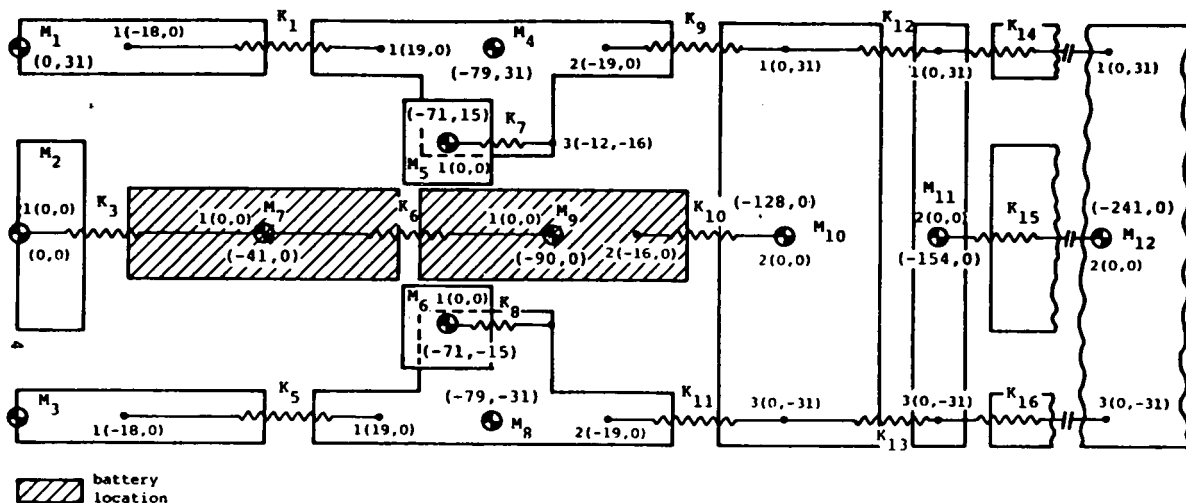 K1 K9 K12 K14
M1 1(-18,0) 1(19,0) M4 2(-19,0) 1(0,31) 1(0,31) 1(0,31)
(0,31) (-79,31)
(-71,15) K7
M5 1(0,0) 3(-12,-16)
M2
1(0,0) K3 1(0,0) M7 K6 1(0,0) M9 K10 (-128,0) M11 2(0,0) K15 (-241,0)
(0,0) (-41,0) (-90,0) 2(-16,0) M10 2(0,0) (-154,0) M12 2(0,0)
M6 1(0,0) K8
(-71,-15)
4
M3 K5 (-79,-31) K11 3(0,-31) 3(0,-31) K16 3(0,-31)
1(-18,0) 1(19,0) M8 2(-19,0) K13
battery
location